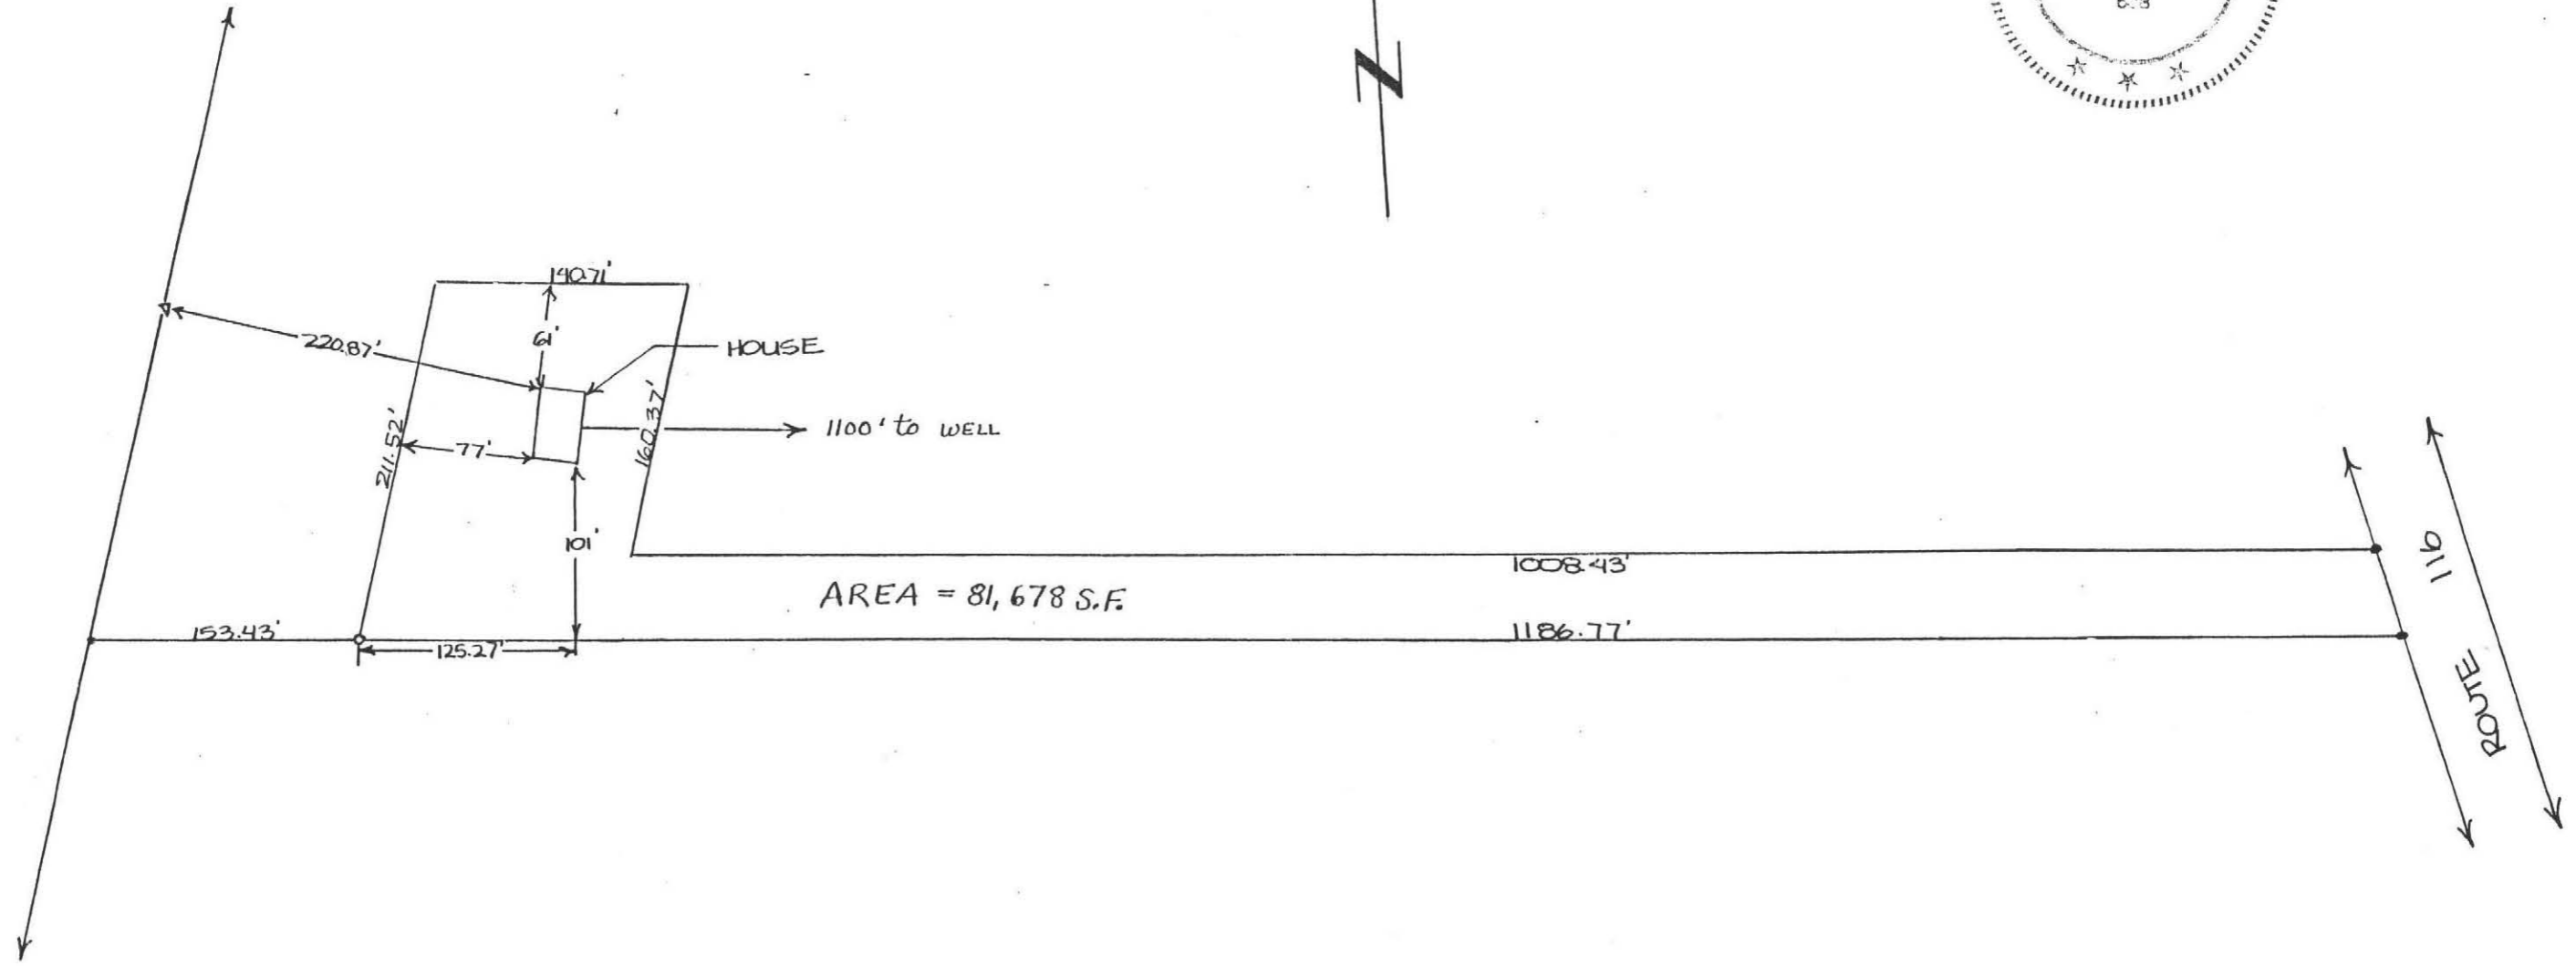 N
140.71'
61'
220.87'
HOUSE
211.52'
77'
160.37'
1100' to WELL
101'
1008.43'
AREA = 81,678 S.F.
153.43'
125.27'
1186.77'
ROUTE 116